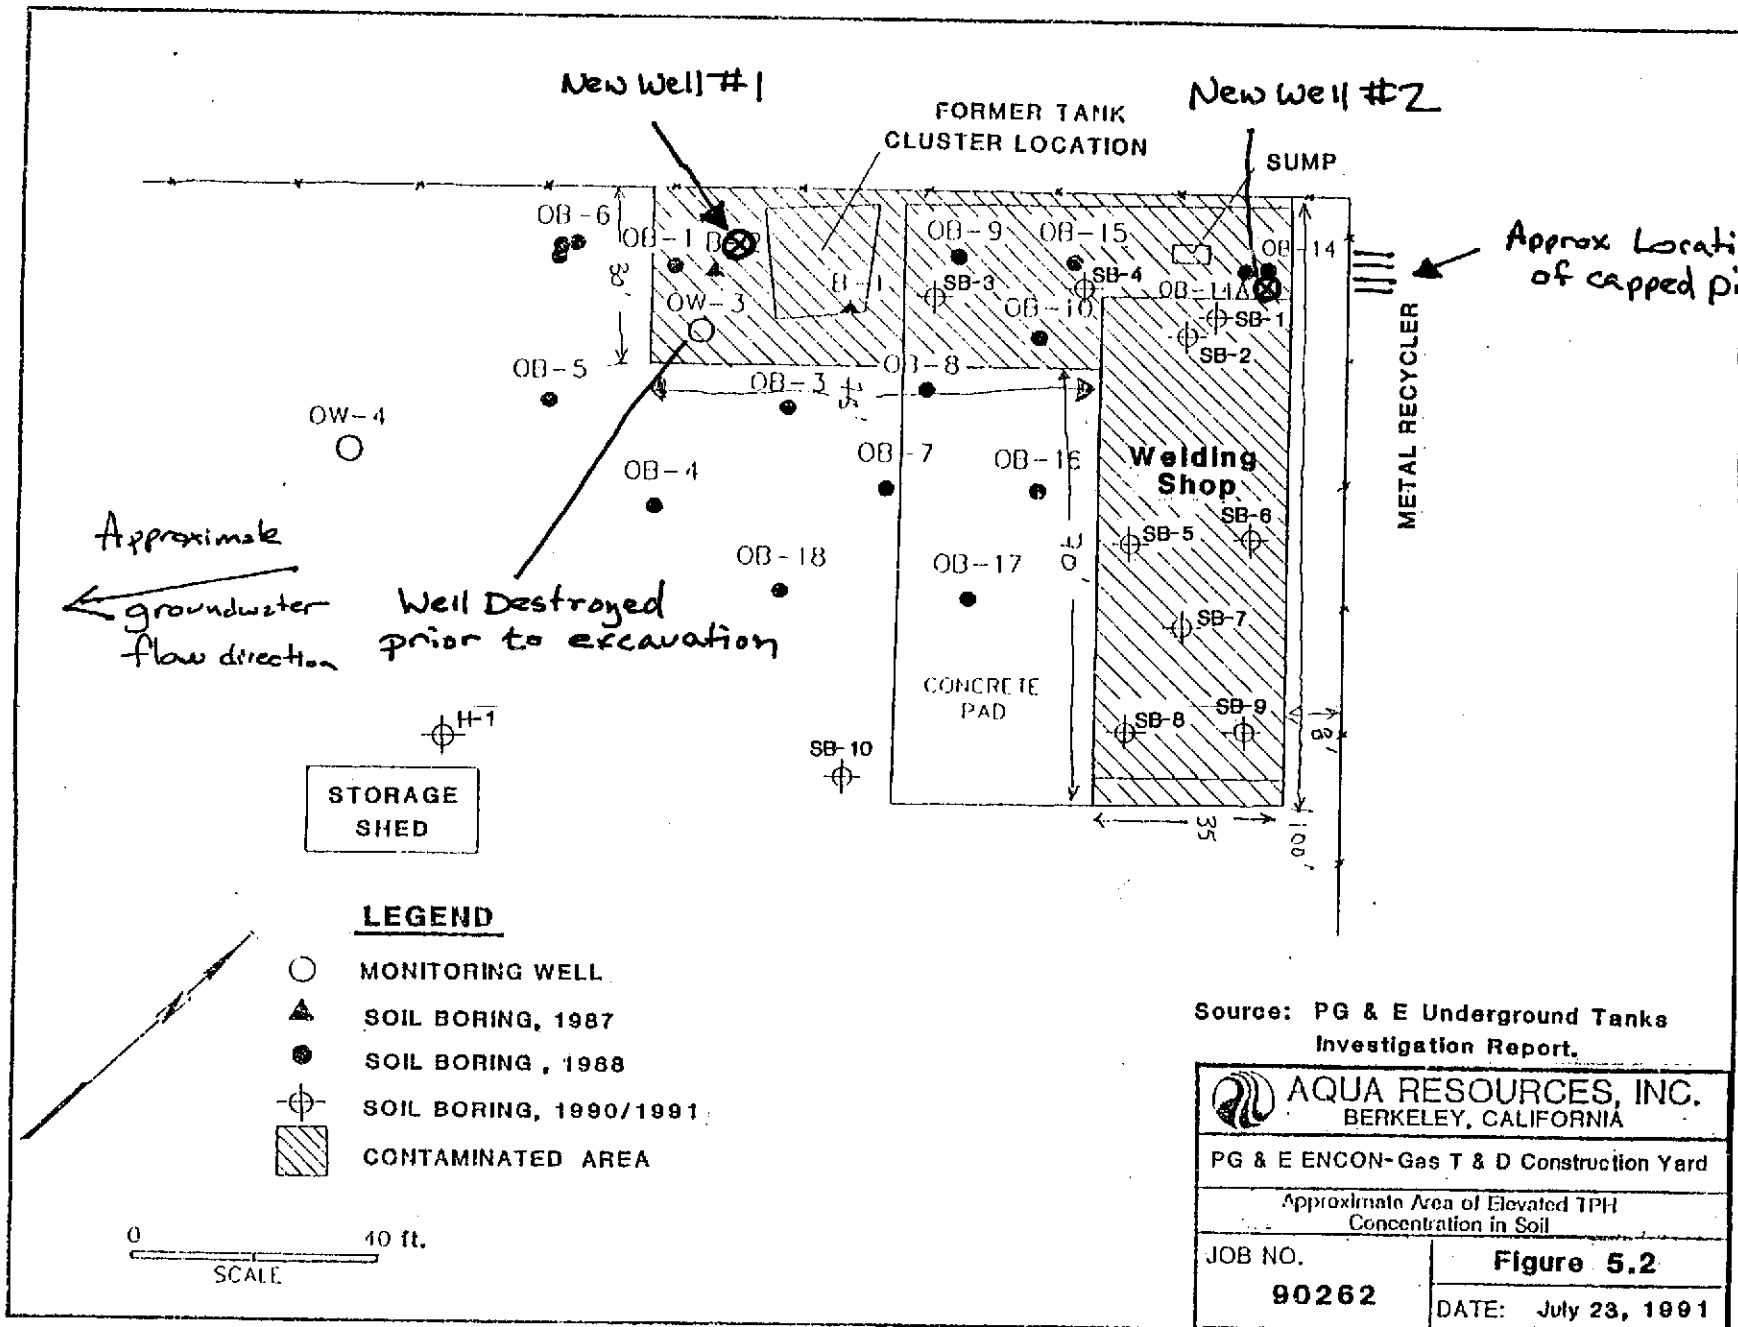 New Well #1
New Well #2
FORMER TANK
CLUSTER LOCATION
SUMP
OB-6
OB-1
OB-9
OB-15
OB-14
Approx Locati
of capped pi
38'
B-1
SB-3
SB-4
OB-11A
OW-3
OB-10
SB-1
SB-2
METAL RECYCLER
OB-5
OB-3
OB-8
OW-4
OB-4
OB-7
OB-16
Welding
Shop
SB-5
SB-6
Approximate
groundwater
flow direction
OB-18
OB-17
70'
Well Destroyed
prior to excavation
SB-7
CONCRETE
PAD
H-1
SB-10
SB-8
SB-9
8'
STORAGE
SHED
35
100'
LEGEND
MONITORING WELL
SOIL BORING, 1987
SOIL BORING, 1988
SOIL BORING, 1990/1991
CONTAMINATED AREA
0 40 ft.
SCALE
Source: PG & E Underground Tanks
Investigation Report.
AQUA RESOURCES, INC.
BERKELEY, CALIFORNIA
PG & E ENCON-Gas T & D Construction Yard
Approximate Area of Elevated TPH
Concentration in Soil
JOB NO.
90262
Figure 5.2
DATE: July 23, 1991